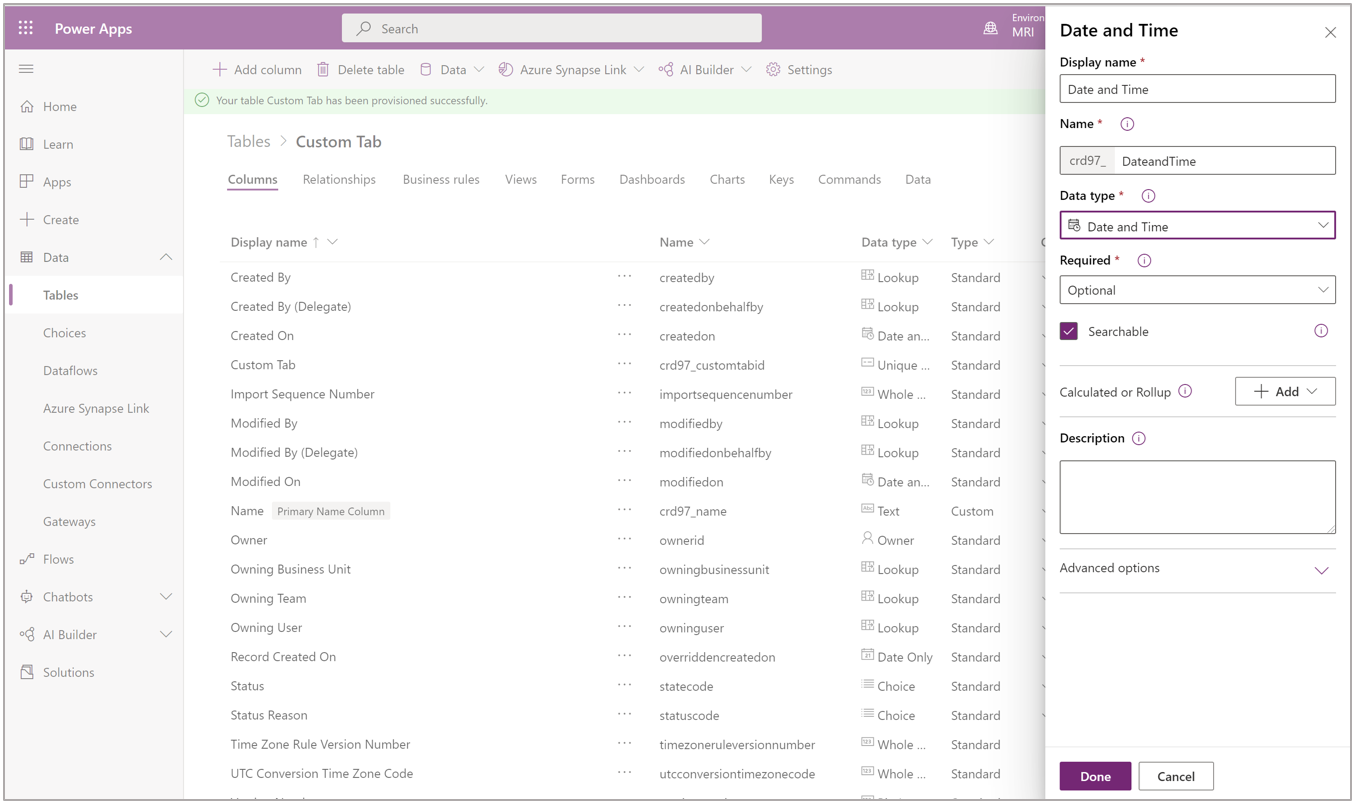 Power Apps
Search
Environ
MRI
Add column
Delete table
Data
Azure Synapse Link
AI Builder
Settings
Your table Custom Tab has been provisioned successfully.
Home
Learn
Apps
Create
Data
Tables
Choices
Dataflows
Azure Synapse Link
Connections
Custom Connectors
Gateways
Flows
Chatbots
AI Builder
Solutions
Tables > Custom Tab
Columns Relationships Business rules Views Forms Dashboards Charts Keys Commands Data
Display name ↑ Name Data type Type
Created By ··· createdby Lookup Standard
Created By (Delegate) ··· createdonbehalfby Lookup Standard
Created On ··· createdon Date an... Standard
Custom Tab ··· crd97_customtabid Unique ... Standard
Import Sequence Number ··· importsequencenumber Whole ... Standard
Modified By ··· modifiedby Lookup Standard
Modified By (Delegate) ··· modifiedonbehalfby Lookup Standard
Modified On ··· modifiedon Date an... Standard
Name Primary Name Column ··· crd97_name Abc Text Custom
Owner ··· ownerid Owner Standard
Owning Business Unit ··· owningbusinessunit Lookup Standard
Owning Team ··· owningteam Lookup Standard
Owning User ··· owninguser Lookup Standard
Record Created On ··· overriddencreatedon Date Only Standard
Status ··· statecode Choice Standard
Status Reason ··· statuscode Choice Standard
Time Zone Rule Version Number ··· timezoneruleversionnumber Whole ... Standard
UTC Conversion Time Zone Code ··· utcconversiontimezonecode Whole ... Standard
Date and Time
Display name *
Date and Time
Name *
crd97_ DateandTime
Data type *
Date and Time
Required *
Optional
Searchable
Calculated or Rollup
Add
Description
Advanced options
Done
Cancel